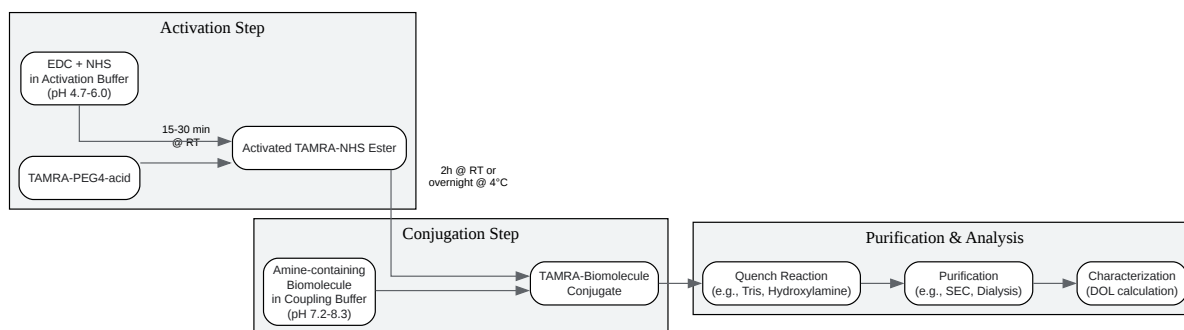 Activation Step
EDC + NHS
in Activation Buffer
(pH 4.7-6.0)
15-30 min
@ RT
Activated TAMRA-NHS Ester
TAMRA-PEG4-acid
2h @ RT or
overnight @ 4°C
Conjugation Step
Amine-containing
Biomolecule
in Coupling Buffer
(pH 7.2-8.3)
TAMRA-Biomolecule
Conjugate
Purification & Analysis
Quench Reaction
(e.g., Tris, Hydroxylamine)
Purification
(e.g., SEC, Dialysis)
Characterization
(DOL calculation)